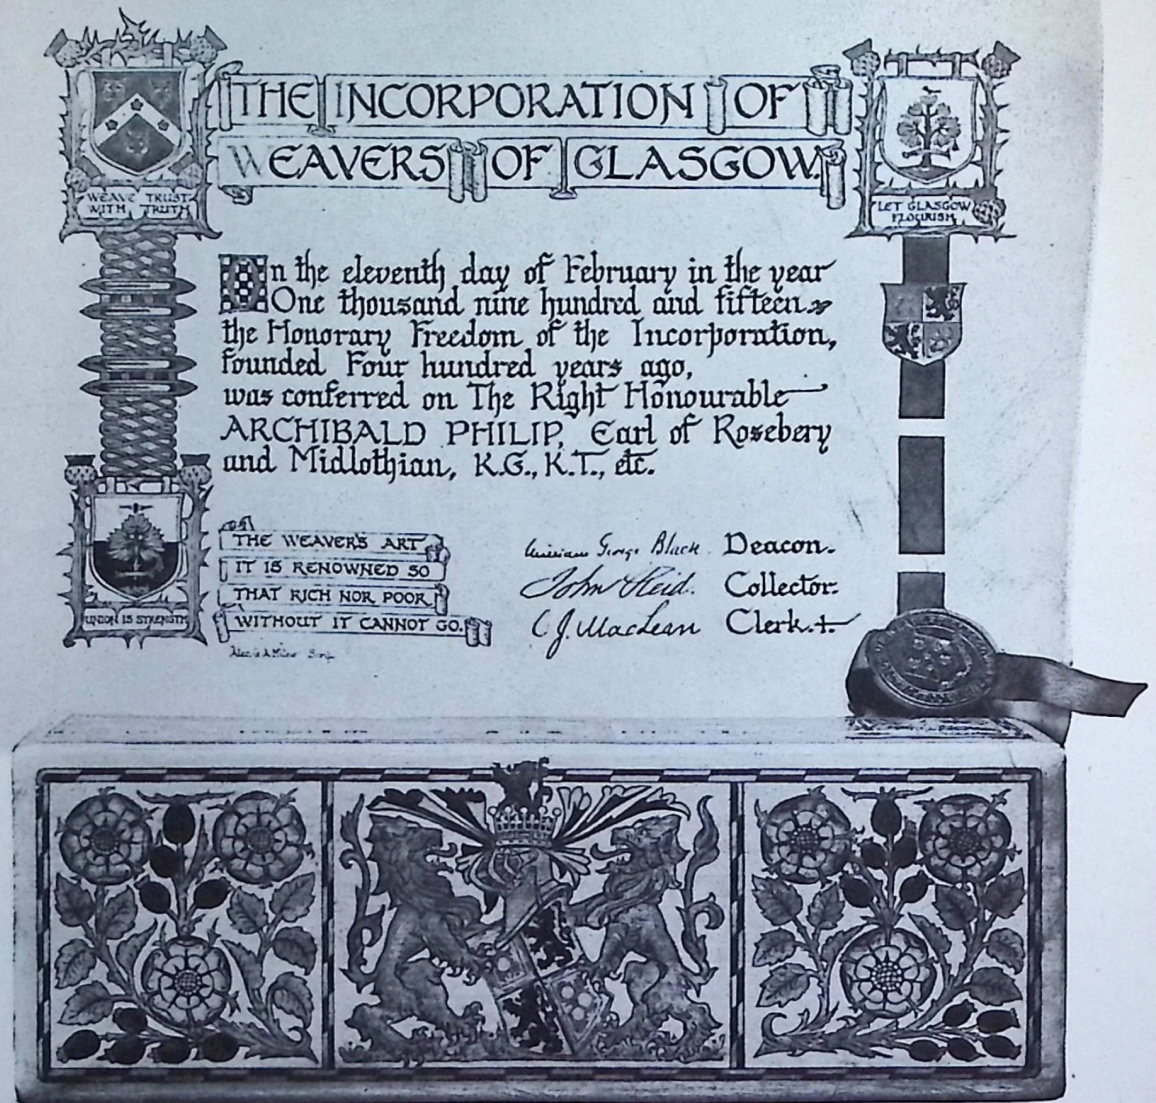 THE INCORPORATION OF
WEAVERS OF GLASGOW.
WEAVE TRUST
WITH TRUTH
LET GLASGOW
FLOURISH
On the eleventh day of February in the year
One thousand nine hundred and fifteen
the Honorary Freedom of the Incorporation,
founded Four hundred years ago,
was conferred on The Right Honourable
ARCHIBALD PHILIP, Earl of Rosebery
and Midlothian, K.G., K.T., etc.
UNION IS STRENGTH
THE WEAVER'S ART
IT IS RENOWNED SO
THAT RICH NOR POOR
WITHOUT IT CANNOT GO.
William George Black Deacon.
John Reid. Collector.
C. J. MacLean Clerk.